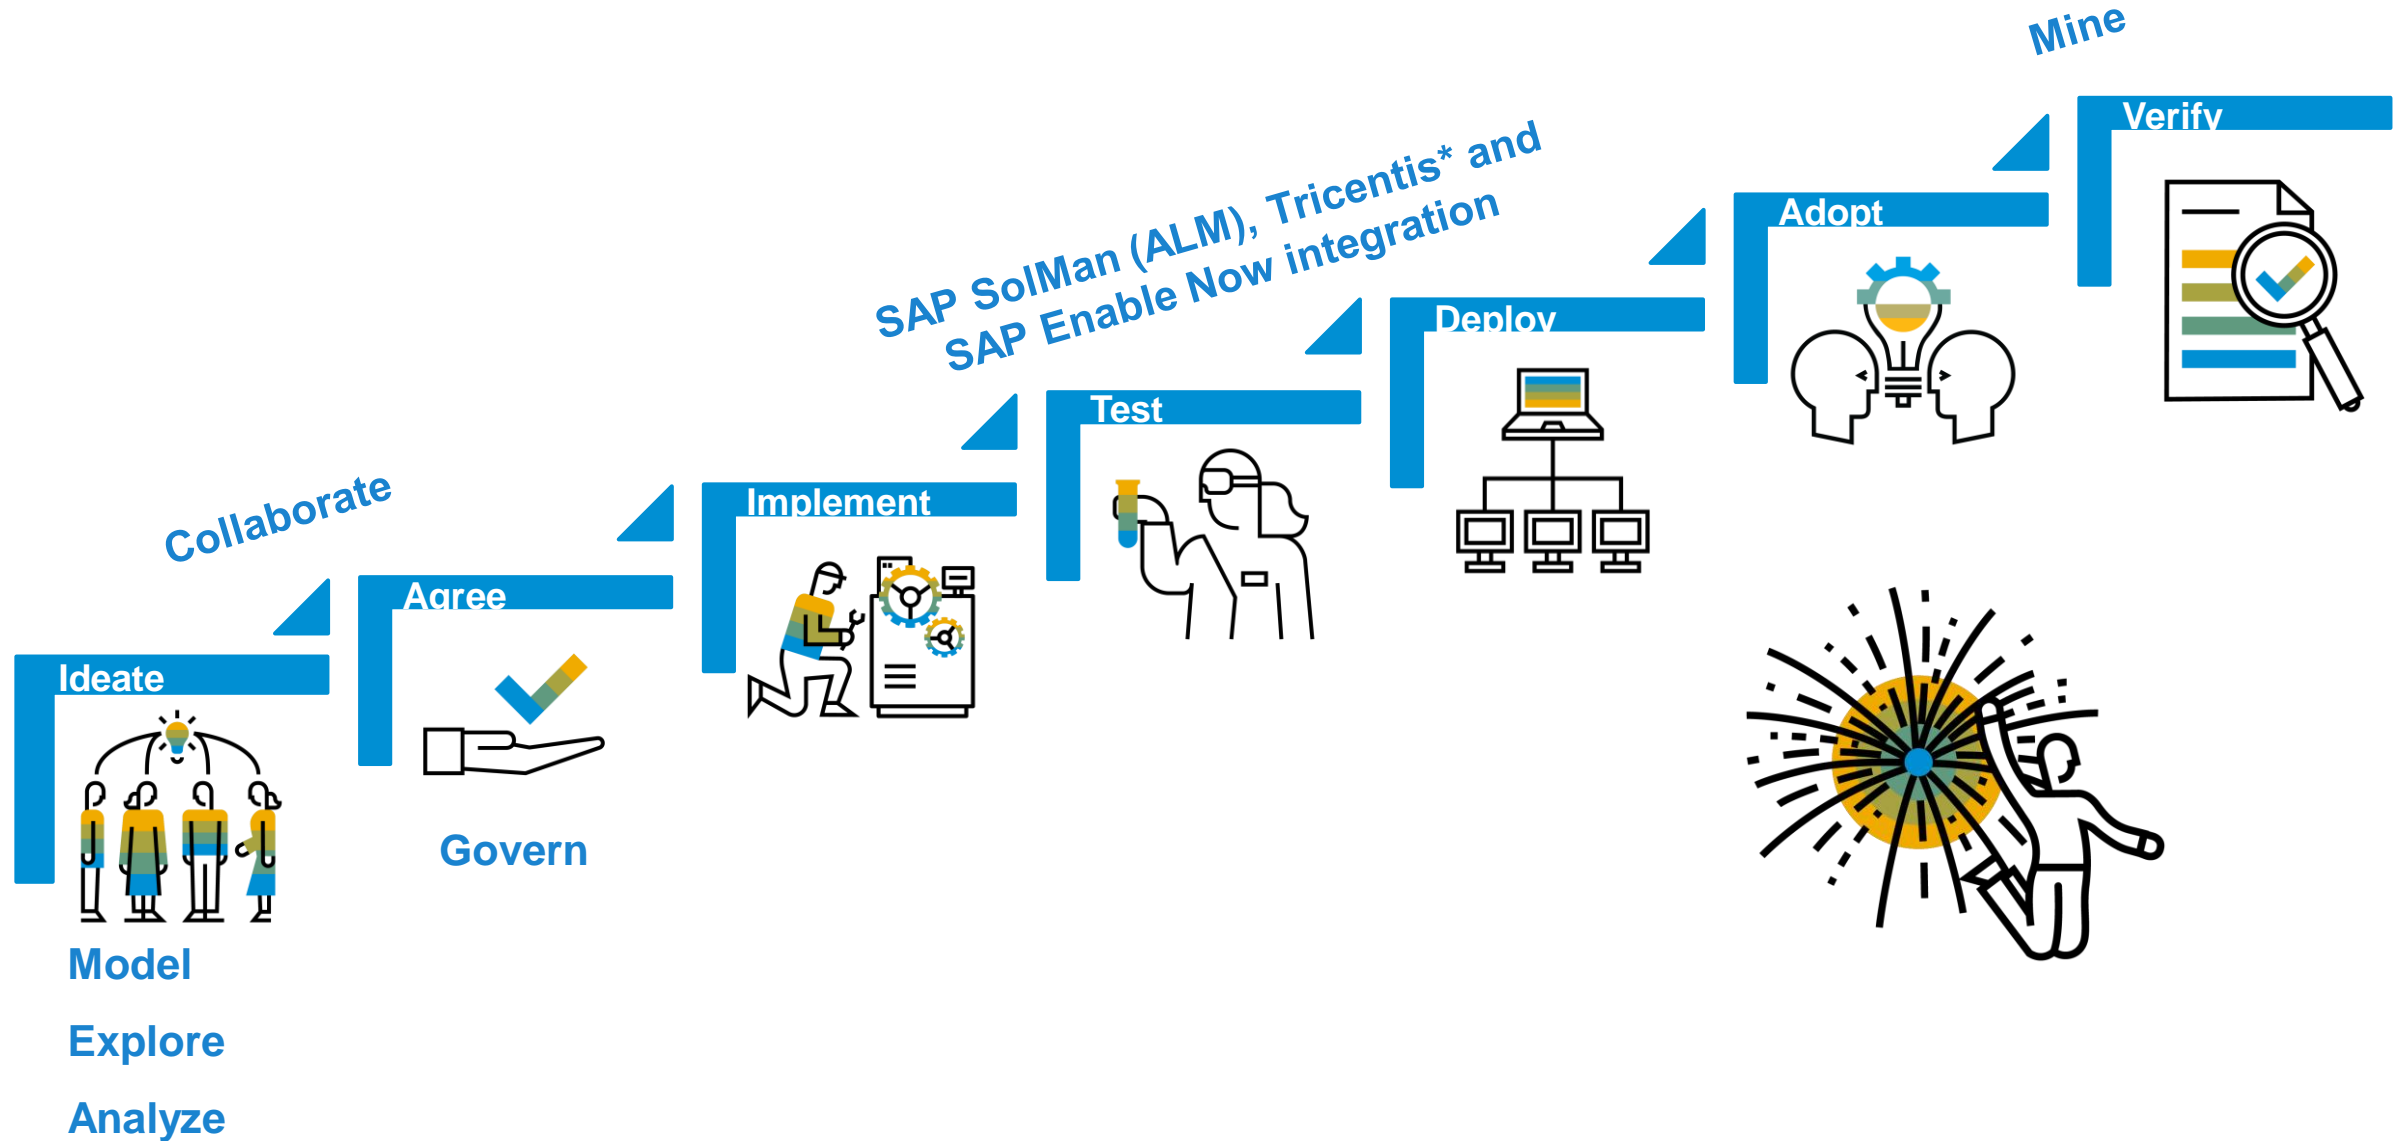 Mine
Verify
SAP SolMan (ALM), Tricentis* and
SAP Enable Now integration
Adopt
Deploy
Test
Collaborate
Implement
Agree
Ideate
Govern
Model
Explore
Analyze